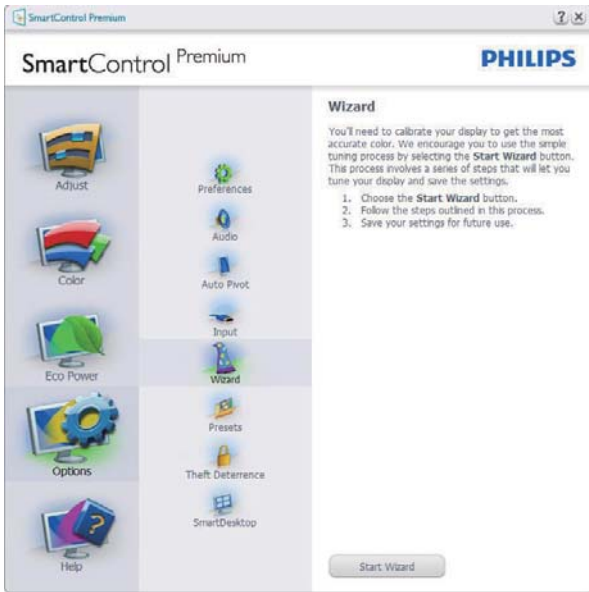 SmartControl Premium
? X
SmartControl Premium
PHILIPS
Adjust
Color
Eco Power
Options
Help
Preferences
Audio
Auto Pivot
Input
Wizard
Presets
Theft Deterrence
SmartDesktop
Wizard
You'll need to calibrate your display to get the most
accurate color. We encourage you to use the simple
tuning process by selecting the Start Wizard button.
This process involves a series of steps that will let you
tune your display and save the settings.
1. Choose the Start Wizard button.
2. Follow the steps outlined in this process.
3. Save your settings for future use.
Start Wizard